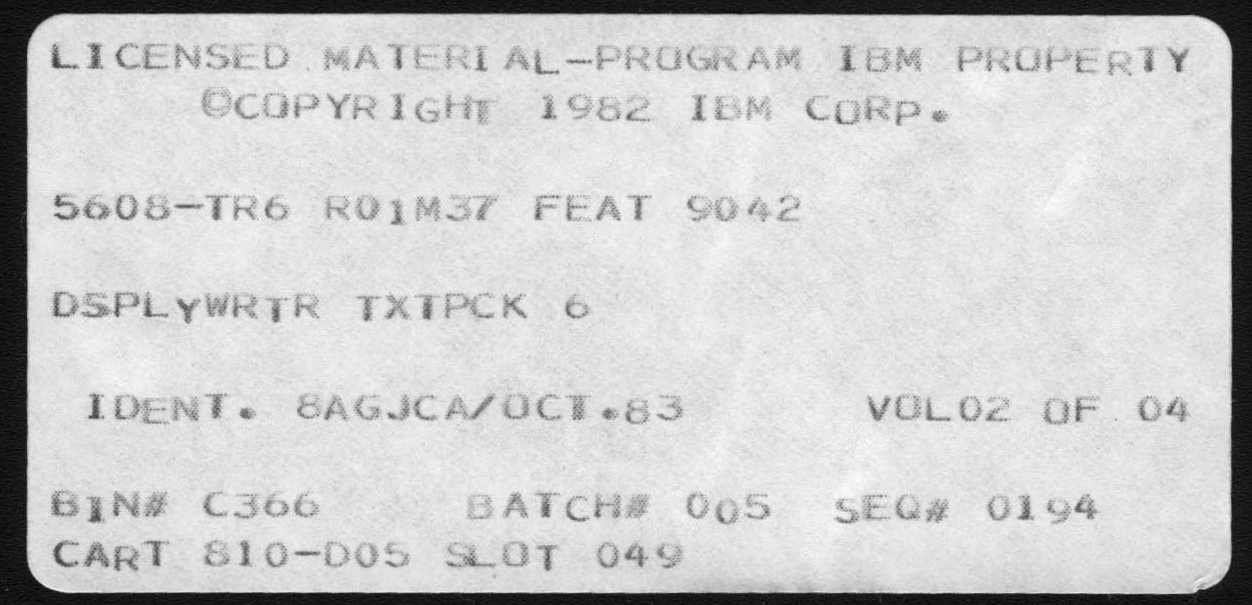 LICENSED MATERIAL-PROGRAM IBM PROPERTY
©COPYRIGHT 1982 IBM CORP.
5608-TR6 R01M37 FEAT 9042
DSPLYWRTR TXTPCK 6
IDENT. 8AGJCA/OCT.83 VOL02 OF 04
BIN# C366 BATCH# 005 SEQ# 0194
CART 810-D05 SLOT 049